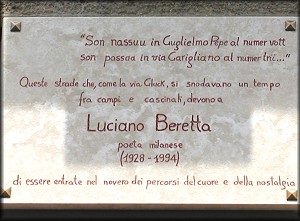 "Son nassuu in Guglielmo Pepe al numer vott
son passaa in via Garigliano al numer trii..."
Queste strade che, come la via Gluck, si snodavano un tempo
fra campi e cascinali, devono a
Luciano Beretta
poeta milanese
(1928 - 1994)
di essere entrate nel novero dei percorsi del cuore e della nostalgia